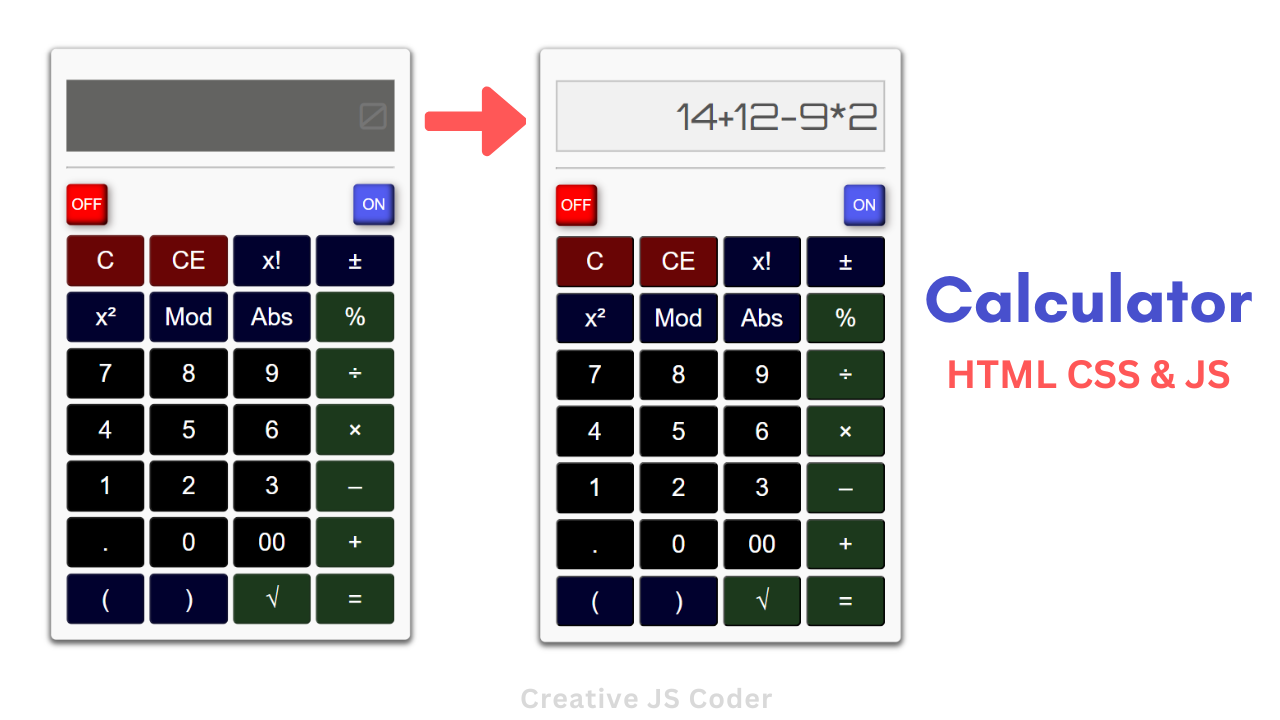 0
OFF ON
C CE x! ±
x² Mod Abs %
7 8 9 ÷
4 5 6 ×
1 2 3 –
. 0 00 +
( ) √ =
14+12-9*2
OFF ON
C CE x! ±
x² Mod Abs %
7 8 9 ÷
4 5 6 ×
1 2 3 –
. 0 00 +
( ) √ =
Calculator
HTML CSS & JS
Creative JS Coder